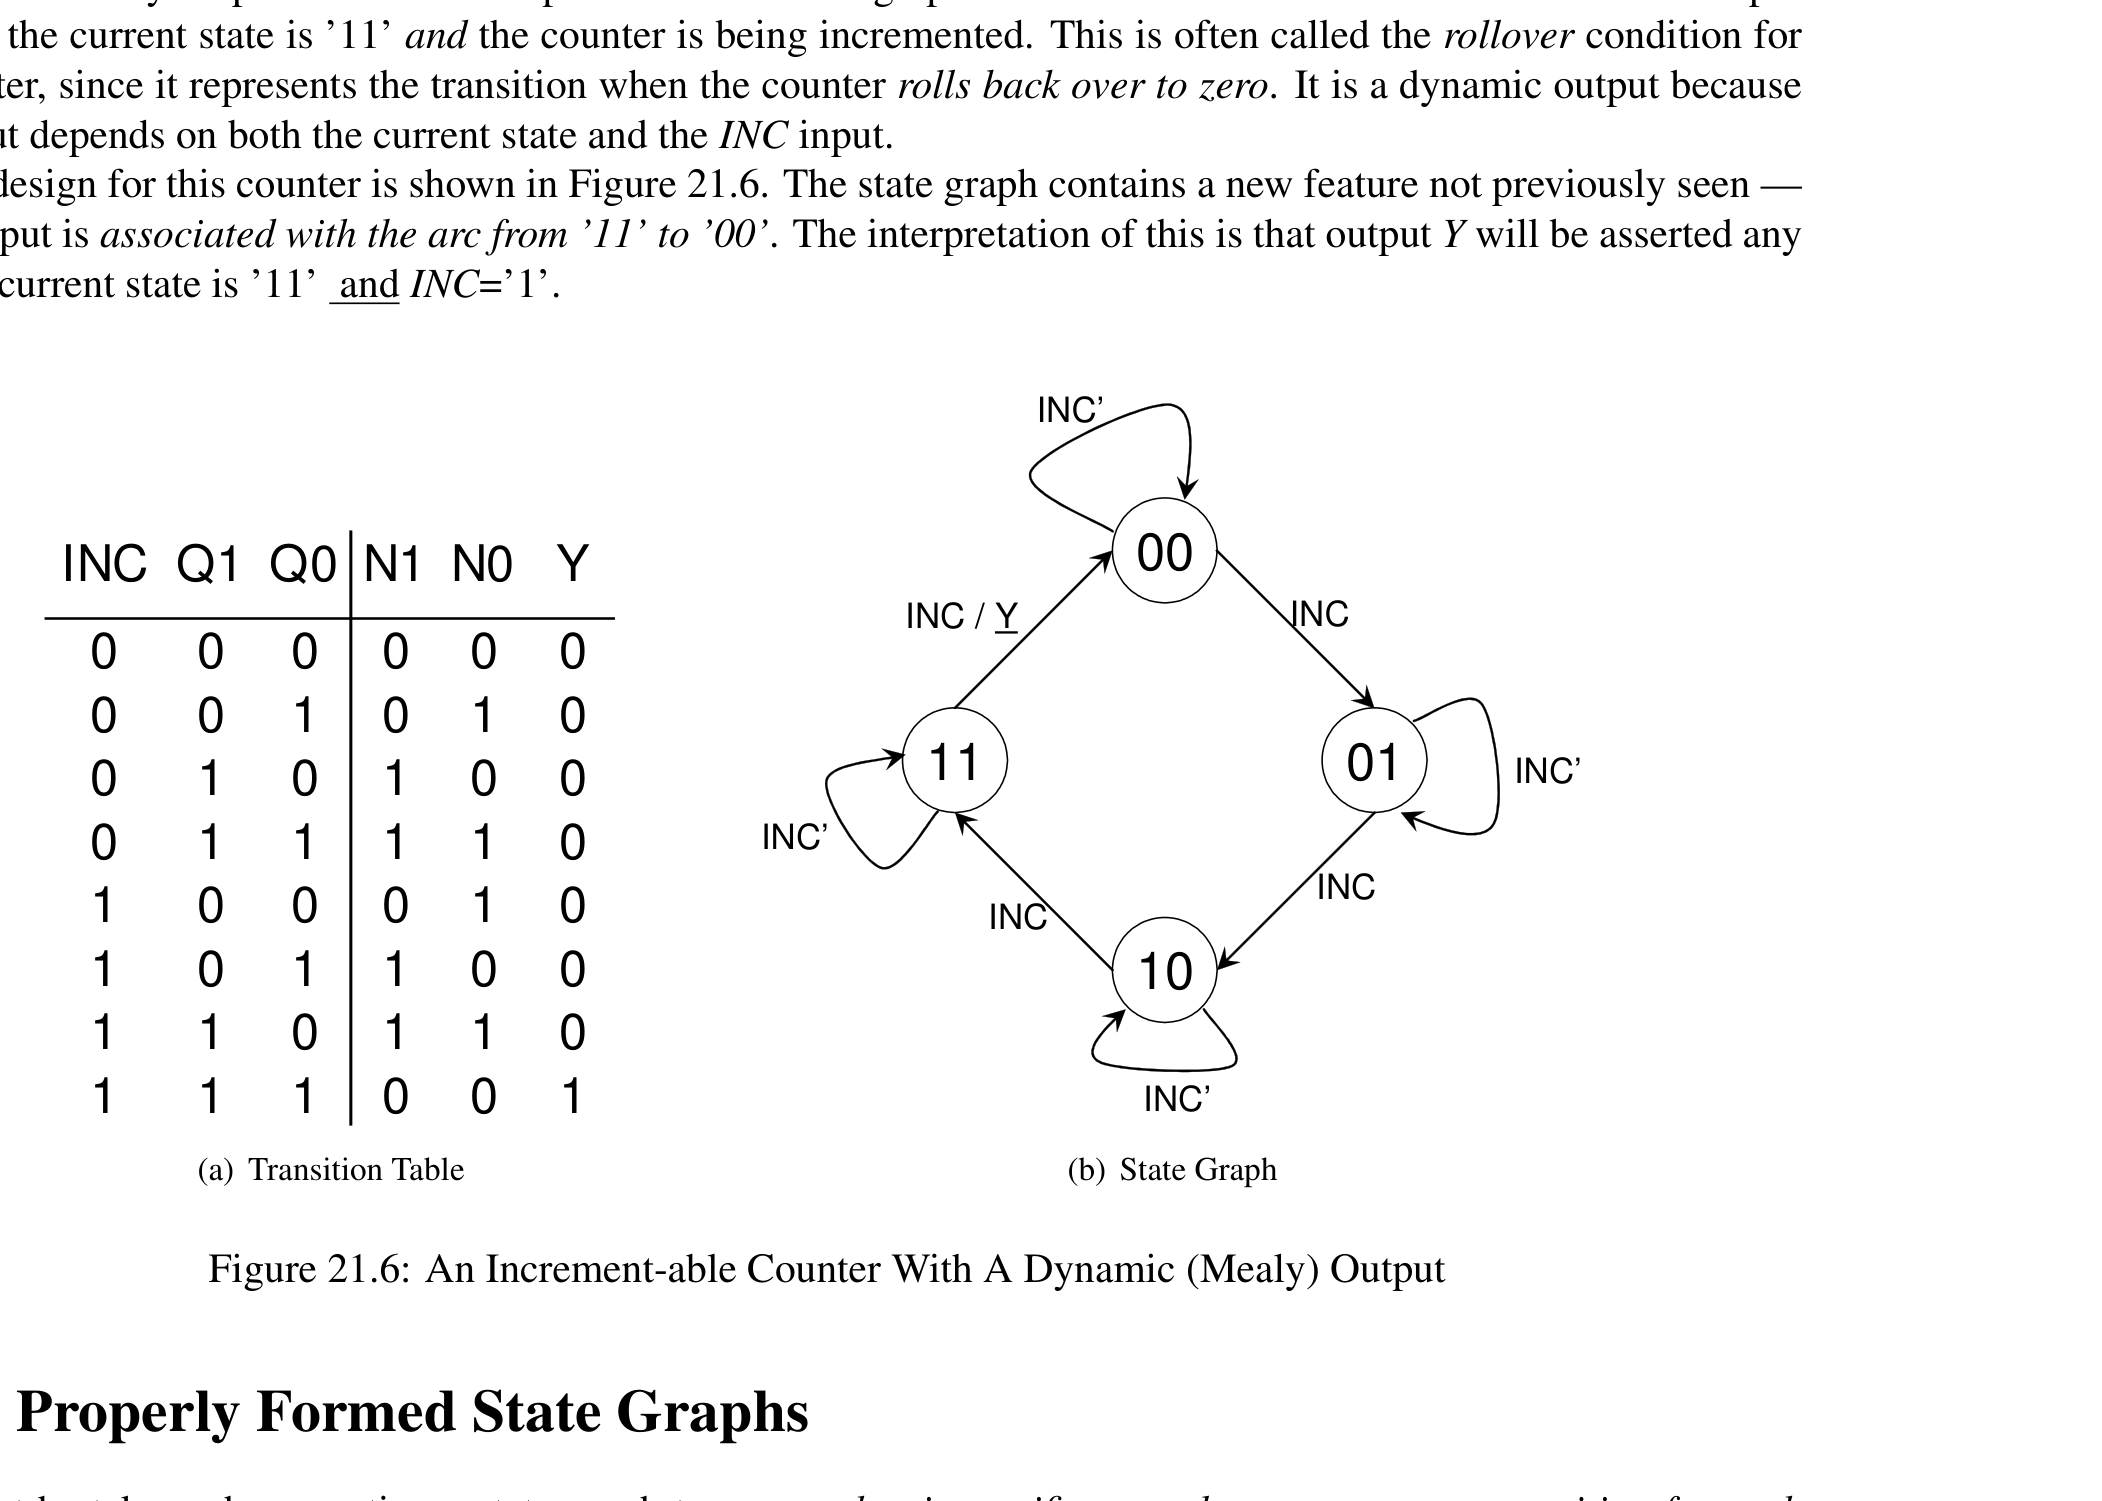 the current state is ’11’ and the counter is being incremented. This is often called the rollover condition for
ter, since it represents the transition when the counter rolls back over to zero. It is a dynamic output because
ut depends on both the current state and the INC input.
design for this counter is shown in Figure 21.6. The state graph contains a new feature not previously seen —
put is associated with the arc from ’11’ to ’00’. The interpretation of this is that output Y will be asserted any
current state is ’11’ and INC=’1’.
INC’
00
INC / Y
INC
11
01
INC’
INC’
INC
INC
10
INC’
INC Q1 Q0 N1 N0 Y
0 0 0 0 0 0
0 0 1 0 1 0
0 1 0 1 0 0
0 1 1 1 1 0
1 0 0 0 1 0
1 0 1 1 0 0
1 1 0 1 1 0
1 1 1 0 0 1
(a) Transition Table
(b) State Graph
Figure 21.6: An Increment-able Counter With A Dynamic (Mealy) Output
Properly Formed State Graphs